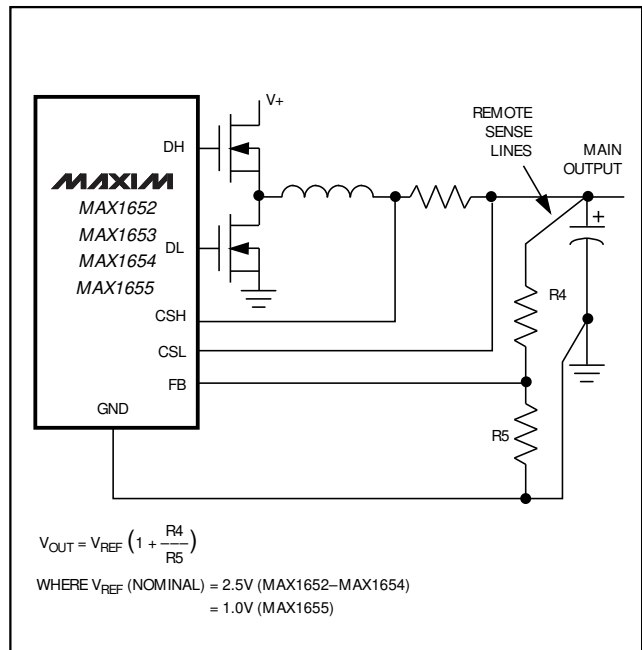 V+
REMOTE
SENSE
LINES
MAIN
OUTPUT
DH
MAXIM
MAX1652
MAX1653
MAX1654
MAX1655
DL
+
R4
CSH
CSL
FB
GND
R5
V_OUT = V_REF (1 + R4/R5)
WHERE V_REF (NOMINAL) = 2.5V (MAX1652–MAX1654)
= 1.0V (MAX1655)